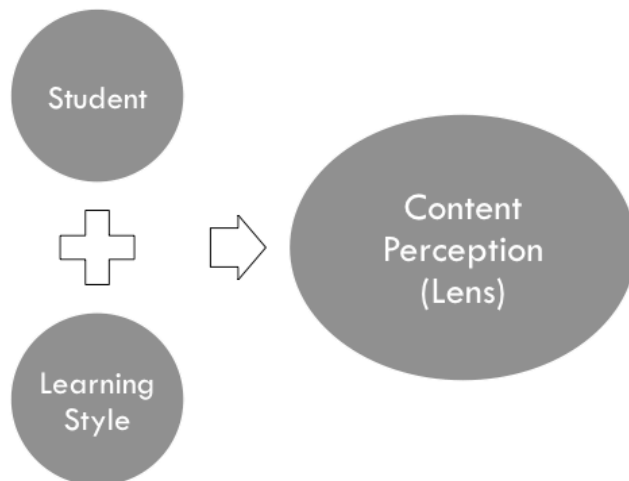 Student
Learning
Style
Content
Perception
(Lens)